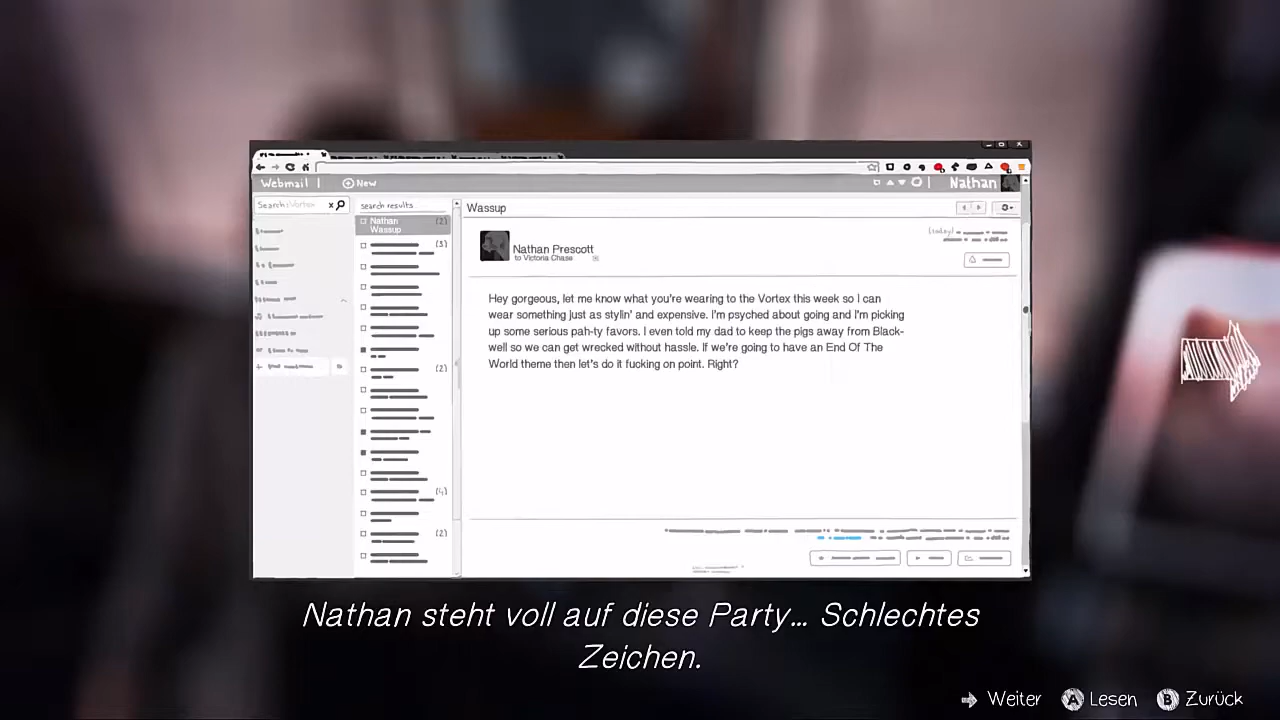 Webmail | New
Nathan
Search: Vortex x
search results
Nathan (2)
Wassup
(3)
(2)
(4)
(2)
Wassup
(today)
Nathan Prescott
to Victoria Chase
Hey gorgeous, let me know what you're wearing to the Vortex this week so I can
wear something just as stylin' and expensive. I'm psyched about going and I'm picking
up some serious pah-ty favors. I even told my dad to keep the pigs away from Black-
well so we can get wrecked without hassle. If we're going to have an End Of The
World theme then let's do it fucking on point. Right?
Nathan steht voll auf diese Party... Schlechtes
Zeichen.
Weiter A Lesen B Zurück